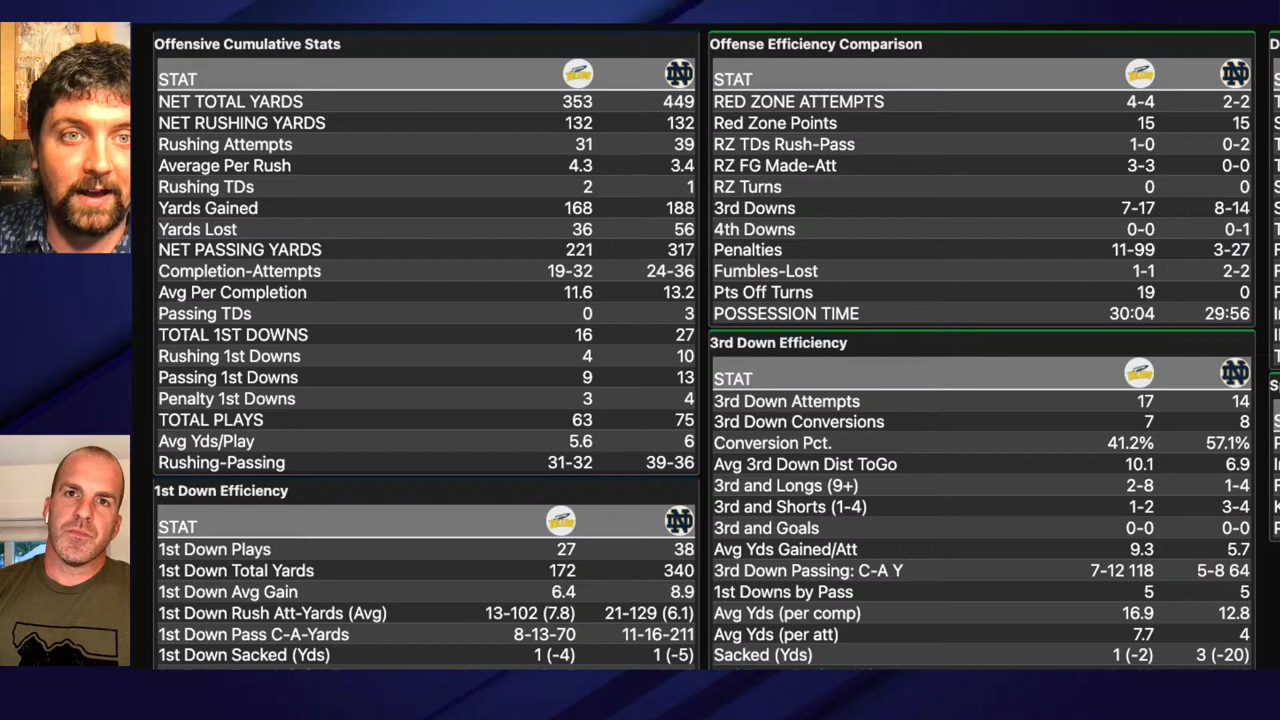 Offensive Cumulative Stats
STAT
NET TOTAL YARDS 353 449
NET RUSHING YARDS 132 132
Rushing Attempts 31 39
Average Per Rush 4.3 3.4
Rushing TDs 2 1
Yards Gained 168 188
Yards Lost 36 56
NET PASSING YARDS 221 317
Completion-Attempts 19-32 24-36
Avg Per Completion 11.6 13.2
Passing TDs 0 3
TOTAL 1ST DOWNS 16 27
Rushing 1st Downs 4 10
Passing 1st Downs 9 13
Penalty 1st Downs 3 4
TOTAL PLAYS 63 75
Avg Yds/Play 5.6 6
Rushing-Passing 31-32 39-36
1st Down Efficiency
STAT
1st Down Plays 27 38
1st Down Total Yards 172 340
1st Down Avg Gain 6.4 8.9
1st Down Rush Att-Yards (Avg) 13-102 (7.8) 21-129 (6.1)
1st Down Pass C-A-Yards 8-13-70 11-16-211
1st Down Sacked (Yds) 1 (-4) 1 (-5)
Offense Efficiency Comparison
STAT
RED ZONE ATTEMPTS 4-4 2-2
Red Zone Points 15 15
RZ TDs Rush-Pass 1-0 0-2
RZ FG Made-Att 3-3 0-0
RZ Turns 0 0
3rd Downs 7-17 8-14
4th Downs 0-0 0-1
Penalties 11-99 3-27
Fumbles-Lost 1-1 2-2
Pts Off Turns 19 0
POSSESSION TIME 30:04 29:56
3rd Down Efficiency
STAT
3rd Down Attempts 17 14
3rd Down Conversions 7 8
Conversion Pct. 41.2% 57.1%
Avg 3rd Down Dist ToGo 10.1 6.9
3rd and Longs (9+) 2-8 1-4
3rd and Shorts (1-4) 1-2 3-4
3rd and Goals 0-0 0-0
Avg Yds Gained/Att 9.3 5.7
3rd Down Passing: C-A Y 7-12 118 5-8 64
1st Downs by Pass 5 5
Avg Yds (per comp) 16.9 12.8
Avg Yds (per att) 7.7 4
Sacked (Yds) 1 (-2) 3 (-20)